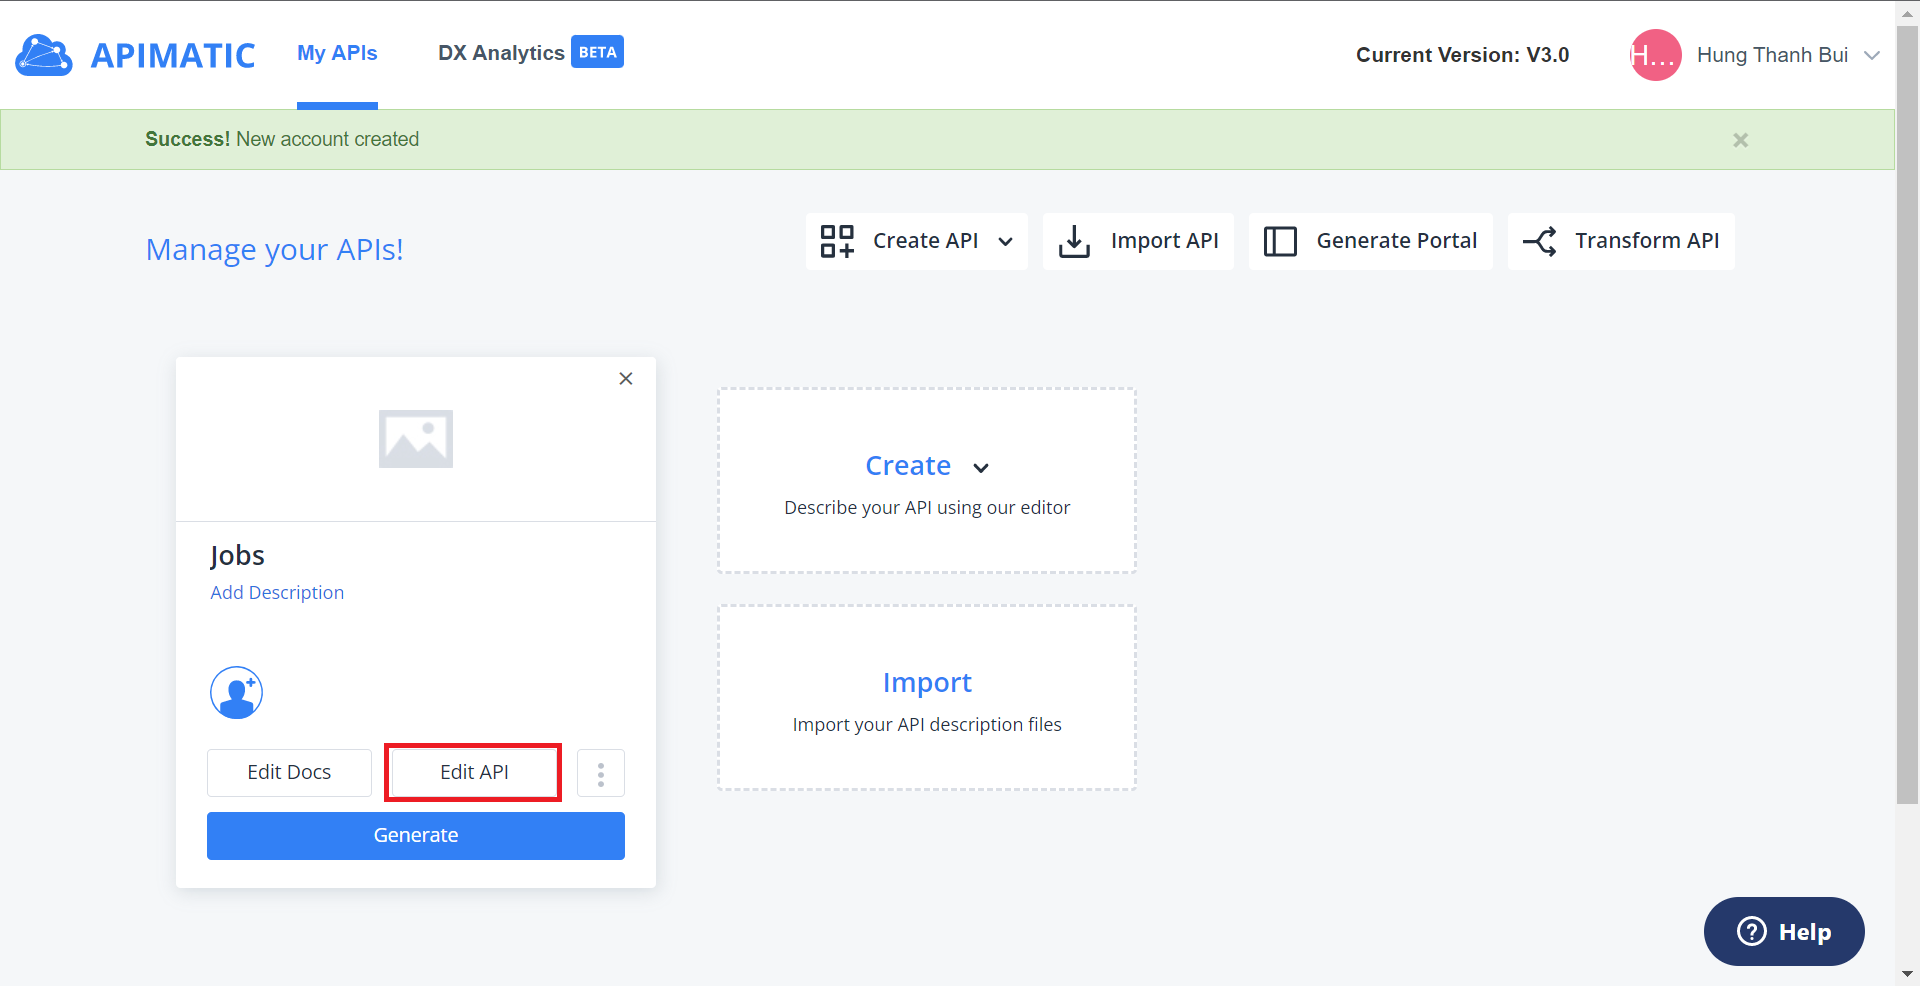 APIMATIC My APIs DX Analytics BETA Current Version: V3.0 H... Hung Thanh Bui
Success! New account created
Manage your APIs! Create API Import API Generate Portal Transform API
Jobs
Add Description
Edit Docs Edit API
Generate
Create
Describe your API using our editor
Import
Import your API description files
Help